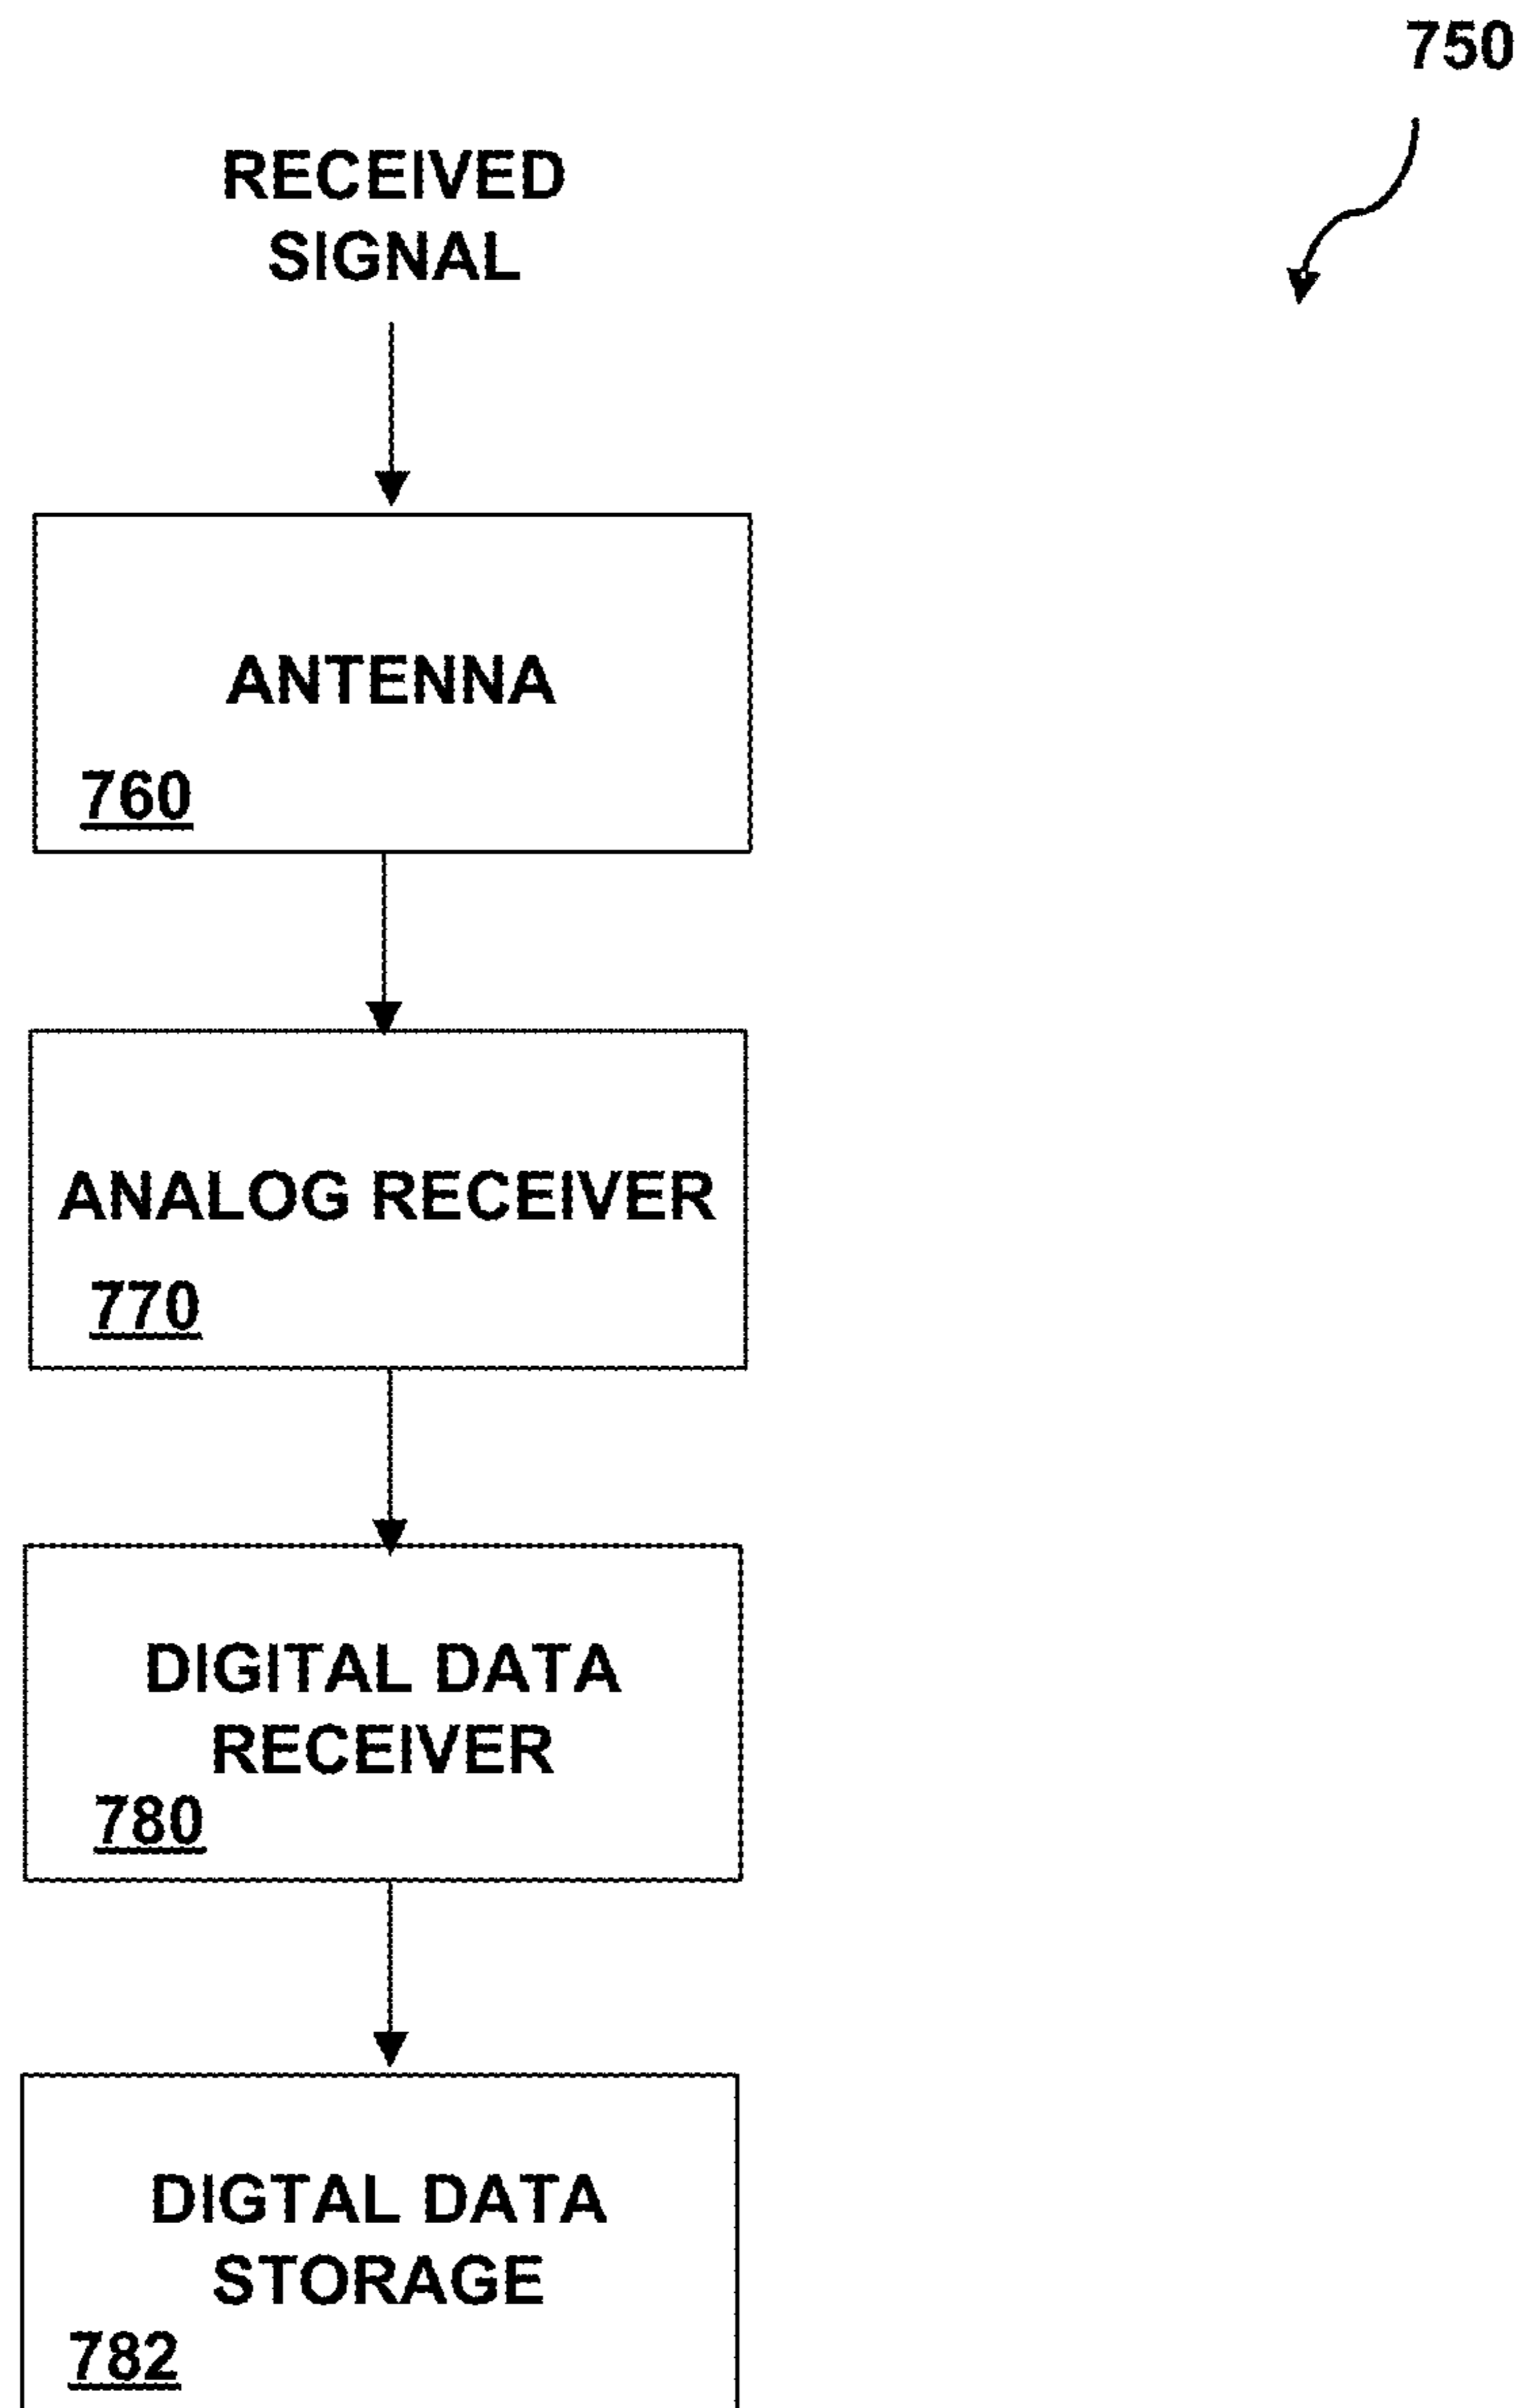 750
RECEIVED
SIGNAL
ANTENNA
760
ANALOG RECEIVER
770
DIGITAL DATA
RECEIVER
780
DIGTAL DATA
STORAGE
782